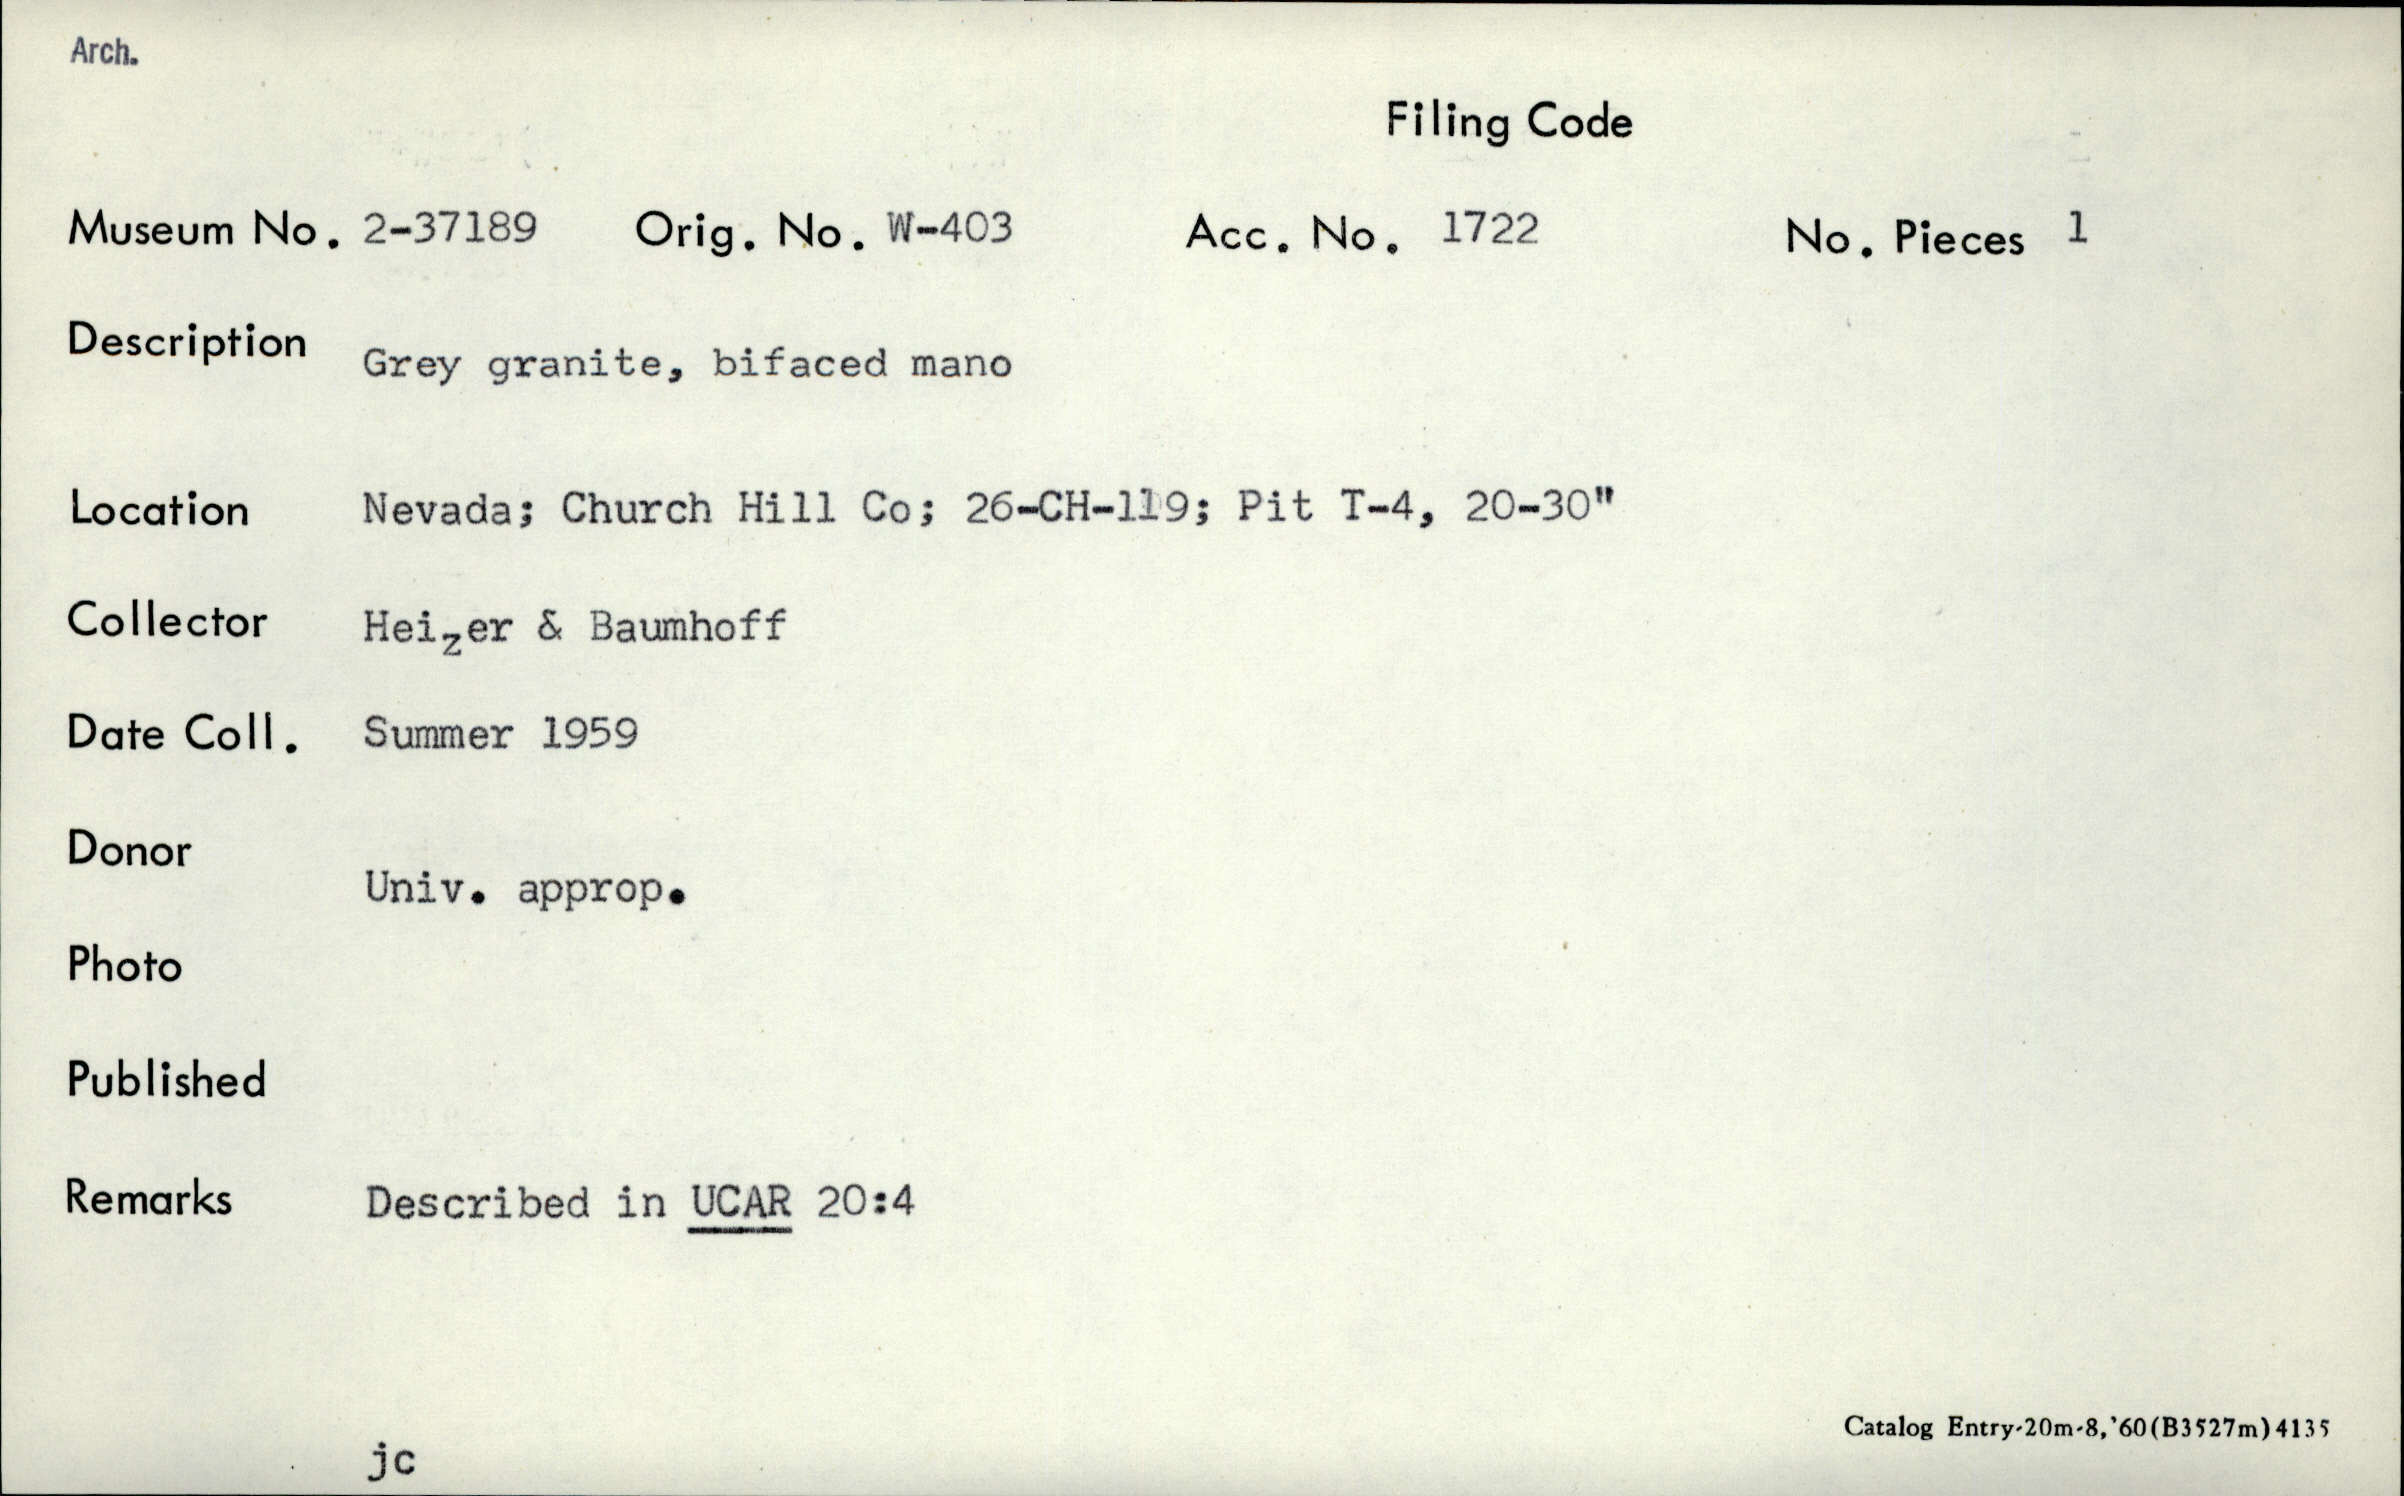 Arch.
Filing Code
Museum No. 2-37189 Orig. No. W-403 Acc. No. 1722 No. Pieces 1
Description Grey granite, bifaced mano
Location Nevada; Church Hill Co; 26-CH-119; Pit T-4, 20-30"
Collector Heizer & Baumhoff
Date Coll. Summer 1959
Donor
Univ. approp.
Photo
Published
Remarks Described in UCAR 20:4
Catalog Entry-20m-8,'60(B3527m)4135
jc